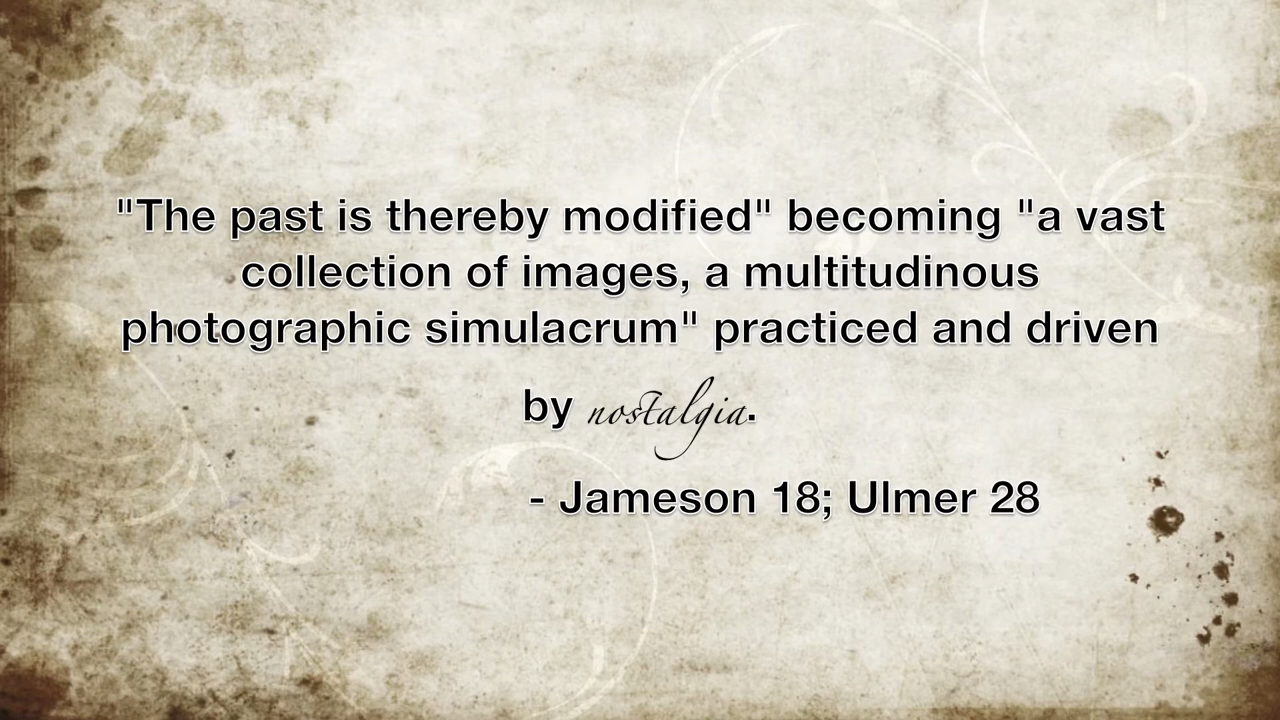 "The past is thereby modified" becoming "a vast
collection of images, a multitudinous
photographic simulacrum" practiced and driven
by nostalgia.
- Jameson 18; Ulmer 28